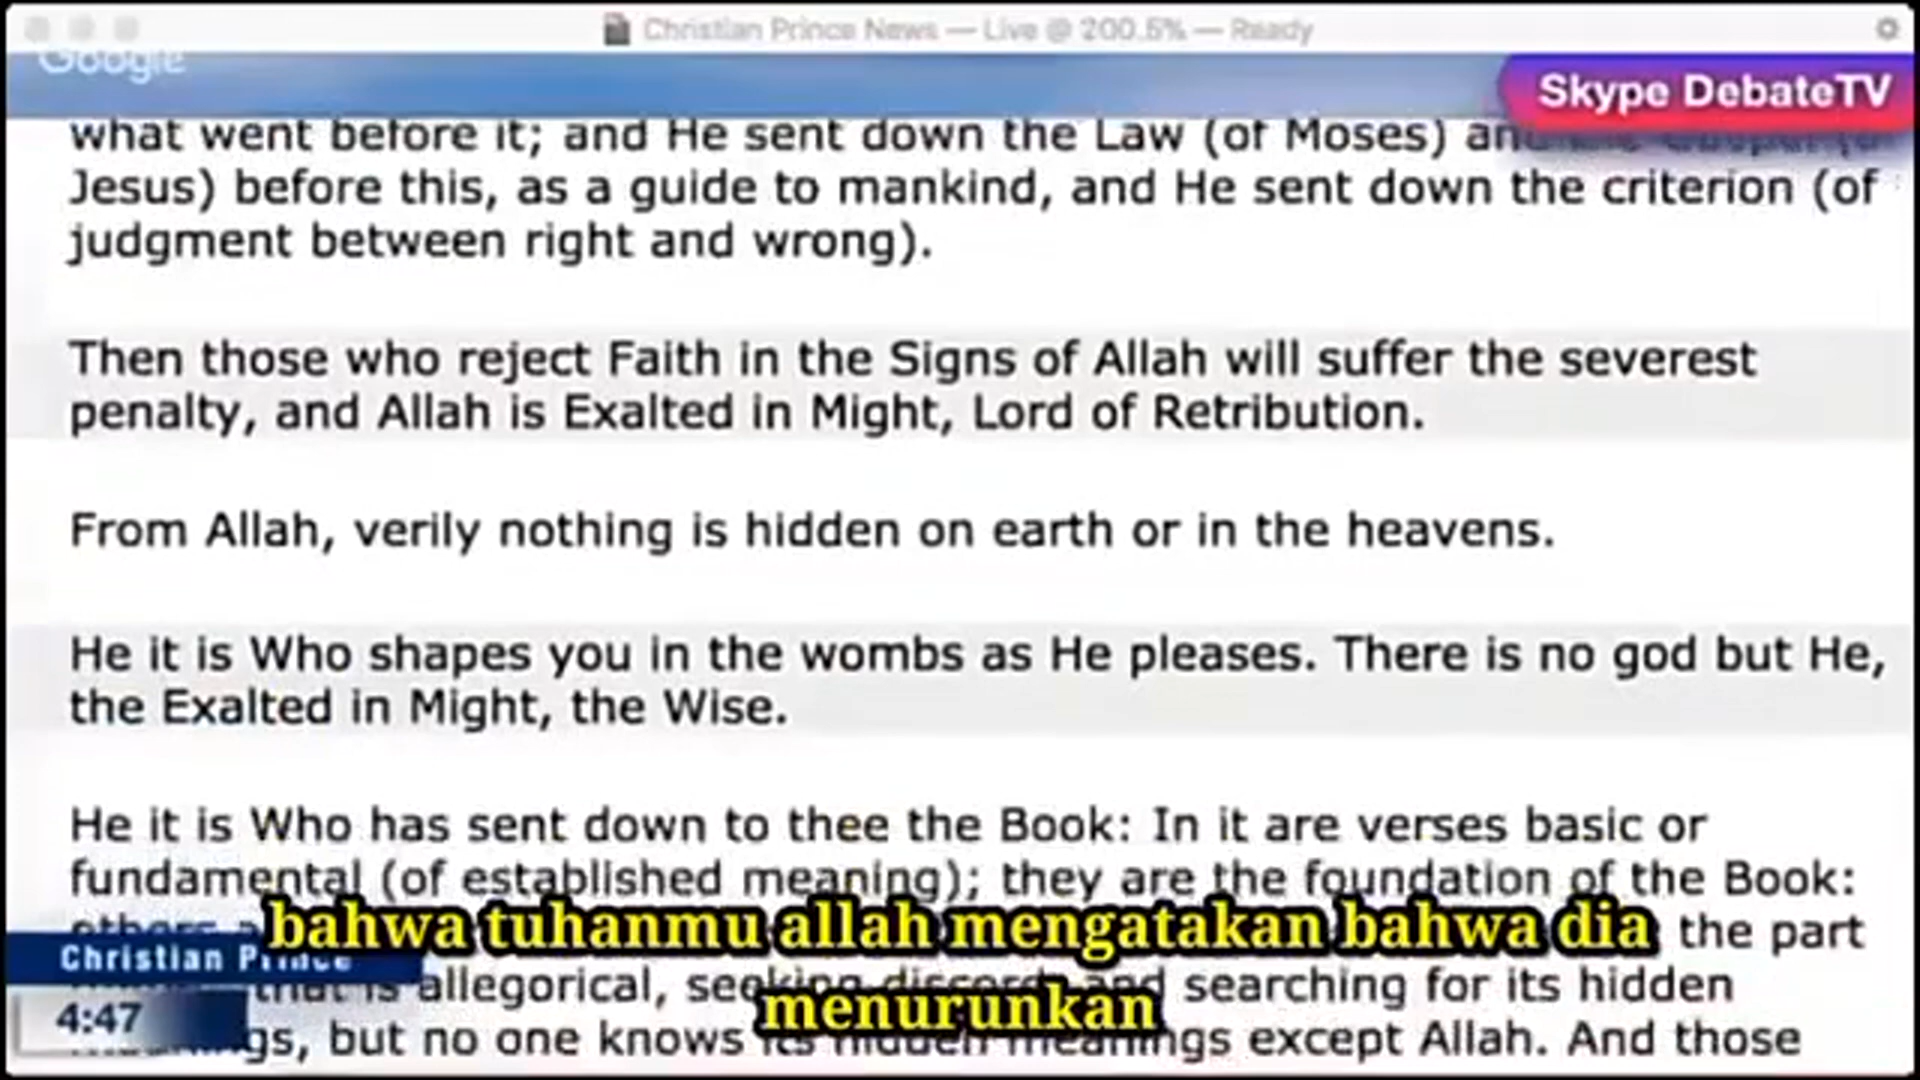 Christian Prince News — Live @ 200.5% — Ready
Google
Skype DebateTV
what went before it; and He sent down the Law (of Moses)
Jesus) before this, as a guide to mankind, and He sent down the criterion (of
judgment between right and wrong).
Then those who reject Faith in the Signs of Allah will suffer the severest
penalty, and Allah is Exalted in Might, Lord of Retribution.
From Allah, verily nothing is hidden on earth or in the heavens.
He it is Who shapes you in the wombs as He pleases. There is no god but He,
the Exalted in Might, the Wise.
He it is Who has sent down to thee the Book: In it are verses basic or
fundamental (of established meaning); they are the foundation of the Book:
the part
that is allegorical, seeking discord, and searching for its hidden
but no one knows its hidden meanings except Allah. And those
bahwa tuhanmu allah mengatakan bahwa dia
menurunkan
Christian Prince
4:47